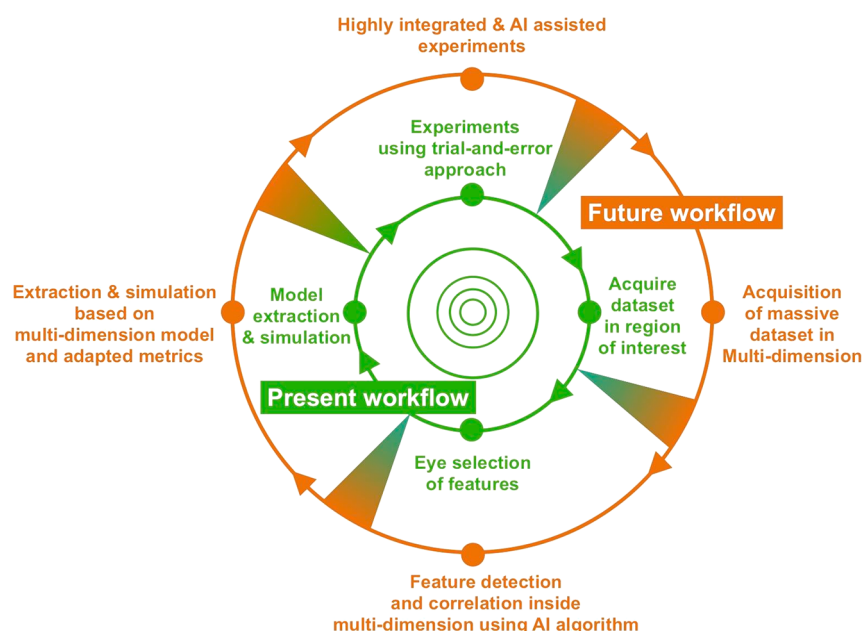 Highly integrated & AI assisted
experiments
Experiments
using trial-and-error
approach
Future workflow
Extraction & simulation
based on
multi-dimension model
and adapted metrics
Model
extraction
& simulation
Acquire
dataset
in region
of interest
Acquisition
of massive
dataset in
Multi-dimension
Present workflow
Eye selection
of features
Feature detection
and correlation inside
multi-dimension using AI algorithm